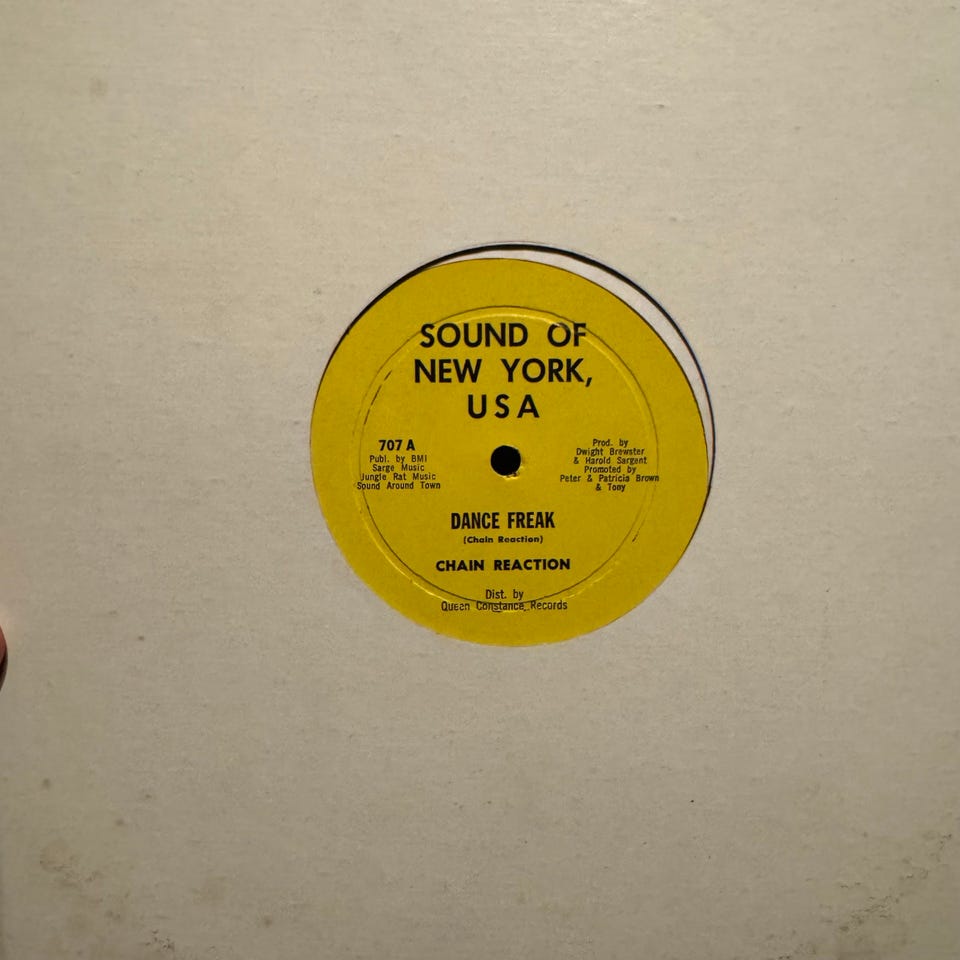 SOUND OF
NEW YORK,
USA
707 A
Publ. by BMI
Sarge Music
Jungle Rat Music
Sound Around Town
Prod. by
Dwight Brewster
& Harold Sargent
Promoted by
Peter & Patricia Brown
& Tony
DANCE FREAK
(Chain Reaction)
CHAIN REACTION
Dist. by
Queen Constance Records